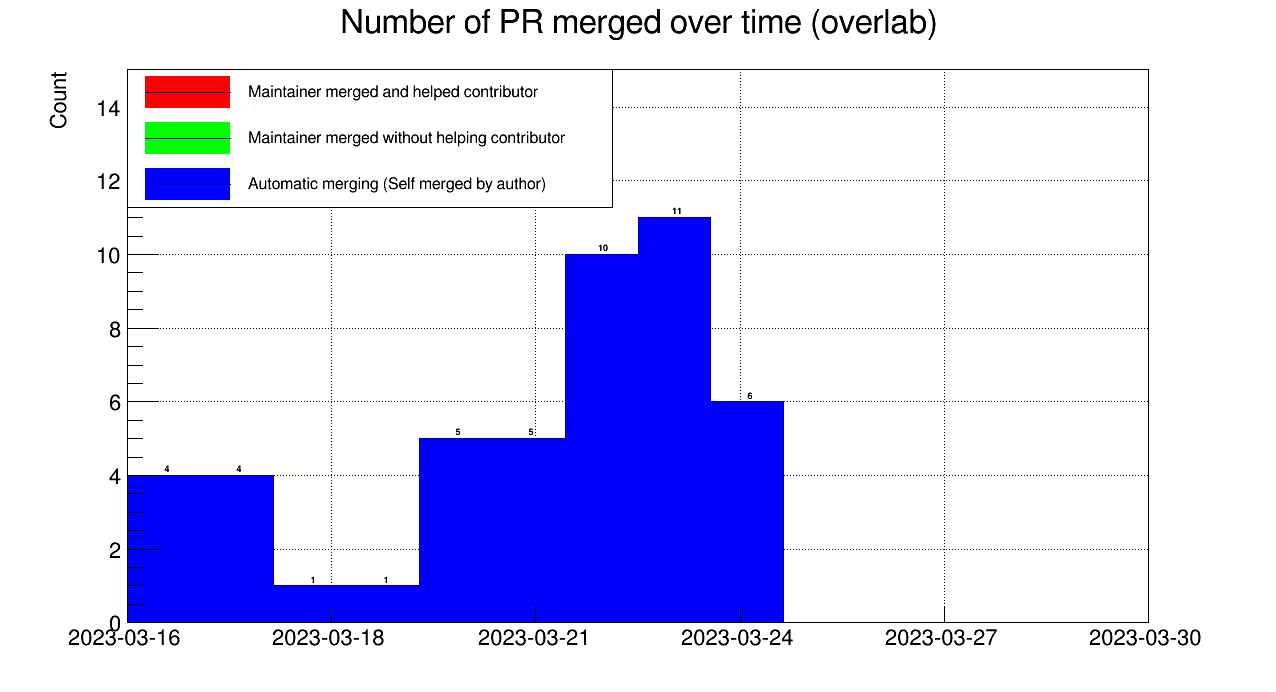 Number of PR merged over time (overlab)
Count
Maintainer merged and helped contributor
Maintainer merged without helping contributor
Automatic merging (Self merged by author)
14
12
10
8
6
4
2
0
4 4 1 1 5 5 10 11 6
2023-03-16 2023-03-18 2023-03-21 2023-03-24 2023-03-27 2023-03-30